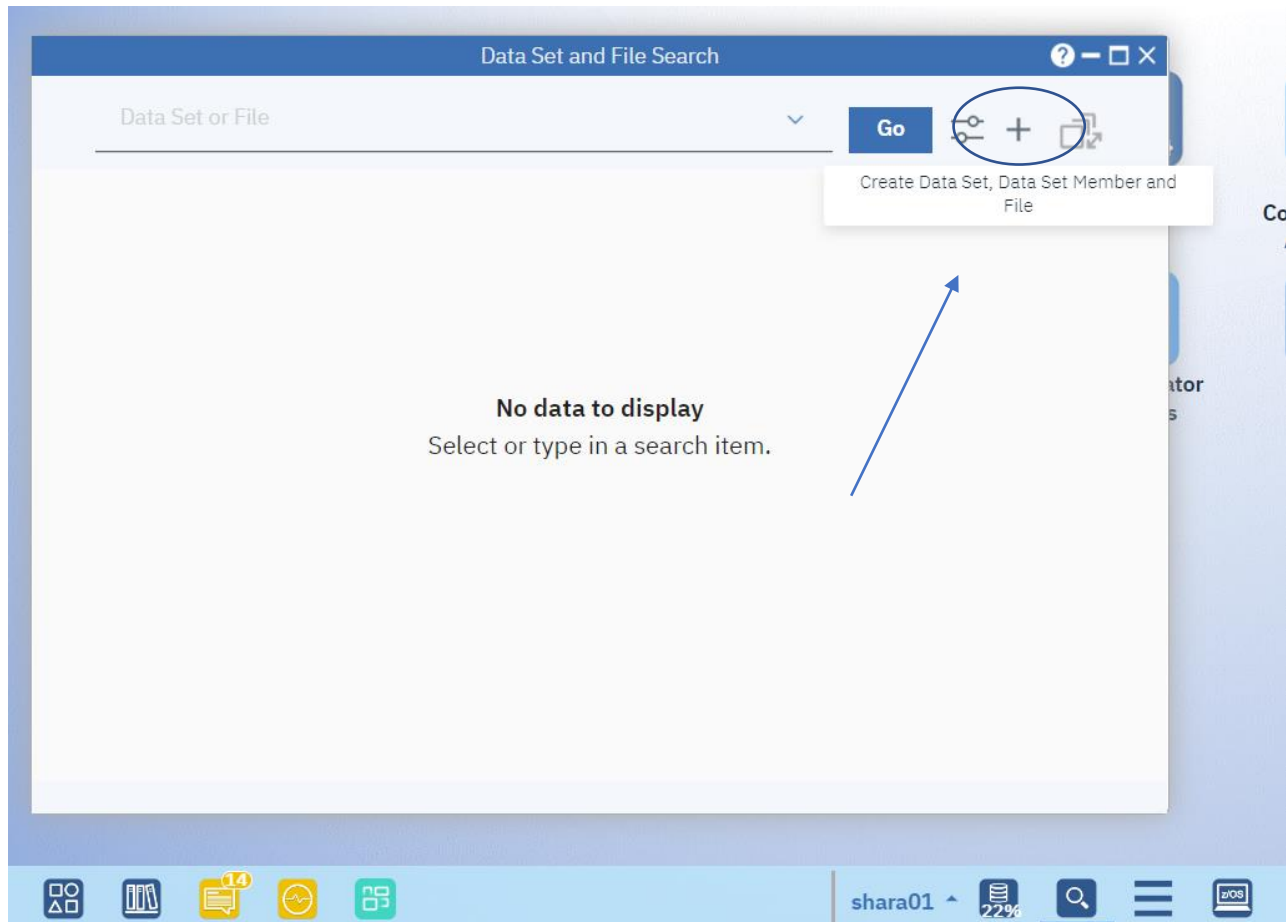 Data Set and File Search
?
Data Set or File
Go
Create Data Set, Data Set Member and
File
Co
No data to display
Select or type in a search item.
tor
s
14
shara01
22%
z/OS